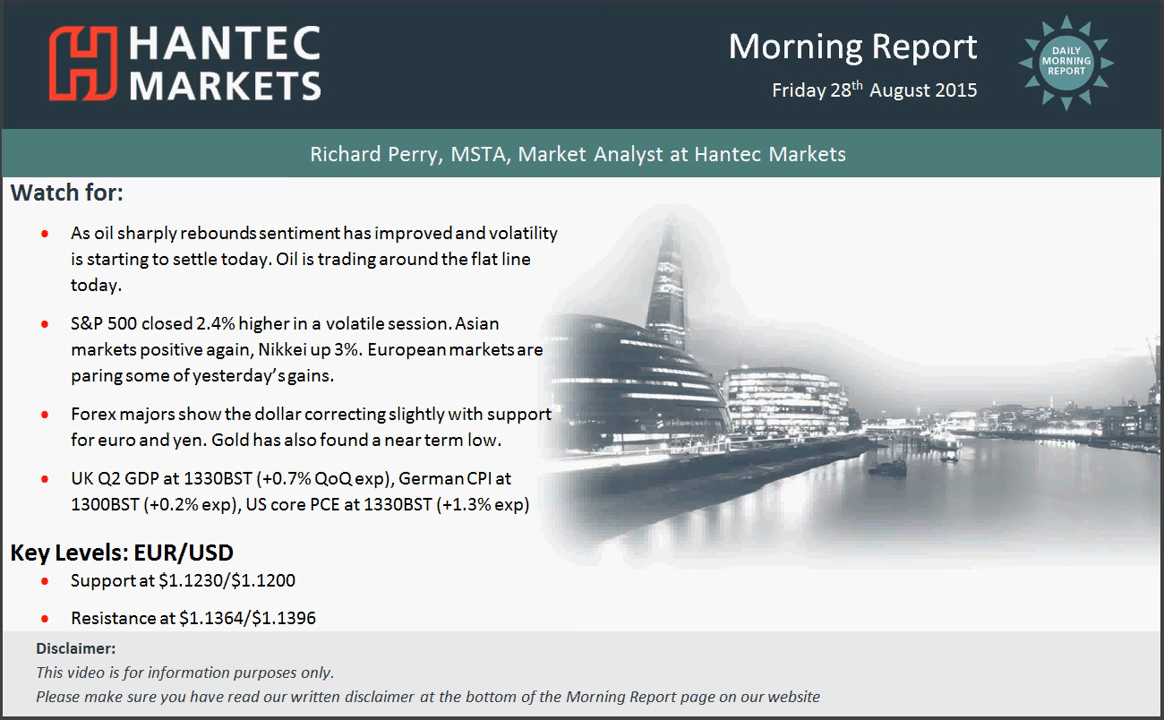 HANTEC
MARKETS
Morning Report
Friday 28th August 2015
DAILY
MORNING
REPORT
Richard Perry, MSTA, Market Analyst at Hantec Markets
Watch for:
• As oil sharply rebounds sentiment has improved and volatility
is starting to settle today. Oil is trading around the flat line
today.
• S&P 500 closed 2.4% higher in a volatile session. Asian
markets positive again, Nikkei up 3%. European markets are
paring some of yesterday's gains.
• Forex majors show the dollar correcting slightly with support
for euro and yen. Gold has also found a near term low.
• UK Q2 GDP at 1330BST (+0.7% QoQ exp), German CPI at
1300BST (+0.2% exp), US core PCE at 1330BST (+1.3% exp)
Key Levels: EUR/USD
• Support at $1.1230/$1.1200
• Resistance at $1.1364/$1.1396
Disclaimer:
This video is for information purposes only.
Please make sure you have read our written disclaimer at the bottom of the Morning Report page on our website